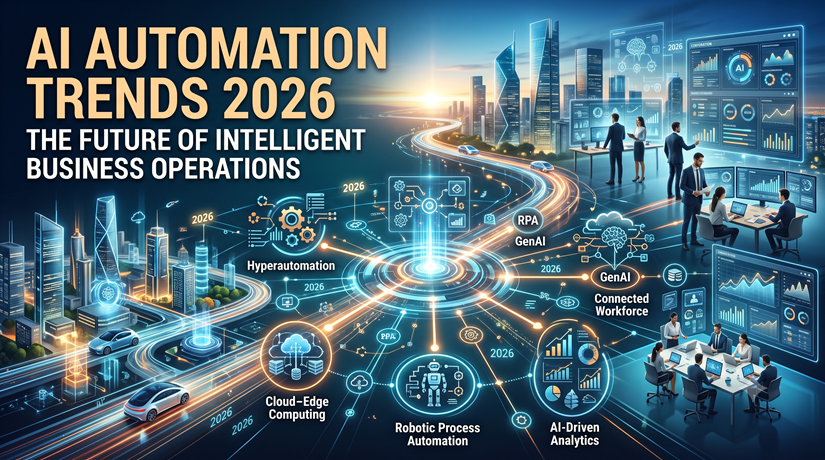 AI AUTOMATION
TRENDS 2026
THE FUTURE OF INTELLIGENT
BUSINESS OPERATIONS
2026
AI
2026
2026
RPA
GenAI
Hyperautomation
2026
2026
GenAI
Connected
Workforce
PPA
2026
Cloud–Edge
Computing
2026
2026
Robotic Process
Automation
AI-Driven
Analytics